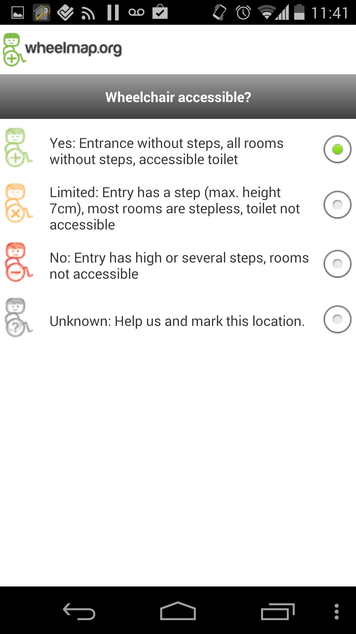 11:41
wheelmap.org
Wheelchair accessible?
Yes: Entrance without steps, all rooms
without steps, accessible toilet
Limited: Entry has a step (max. height
7cm), most rooms are stepless, toilet not
accessible
No: Entry has high or several steps, rooms
not accessible
Unknown: Help us and mark this location.